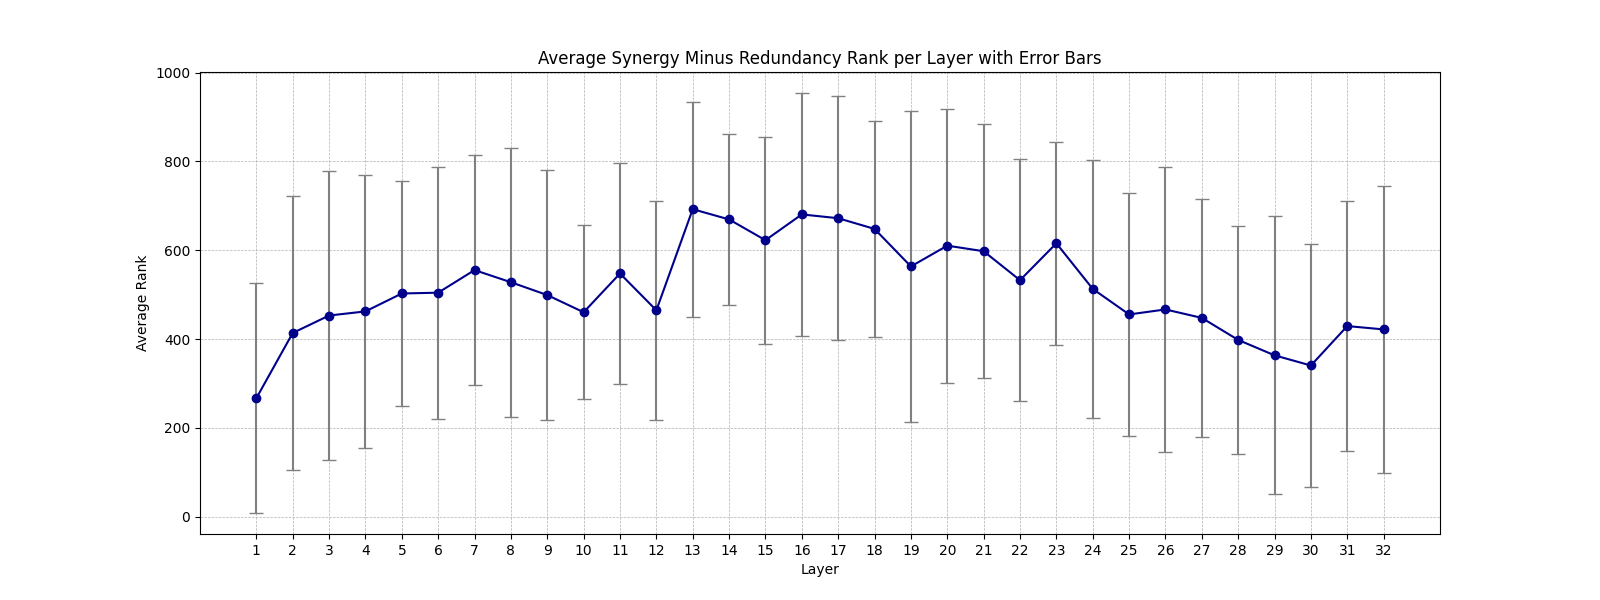 Average Synergy Minus Redundancy Rank per Layer with Error Bars
1000
800
600
400
200
0
Average Rank
1 2 3 4 5 6 7 8 9 10 11 12 13 14 15 16 17 18 19 20 21 22 23 24 25 26 27 28 29 30 31 32
Layer